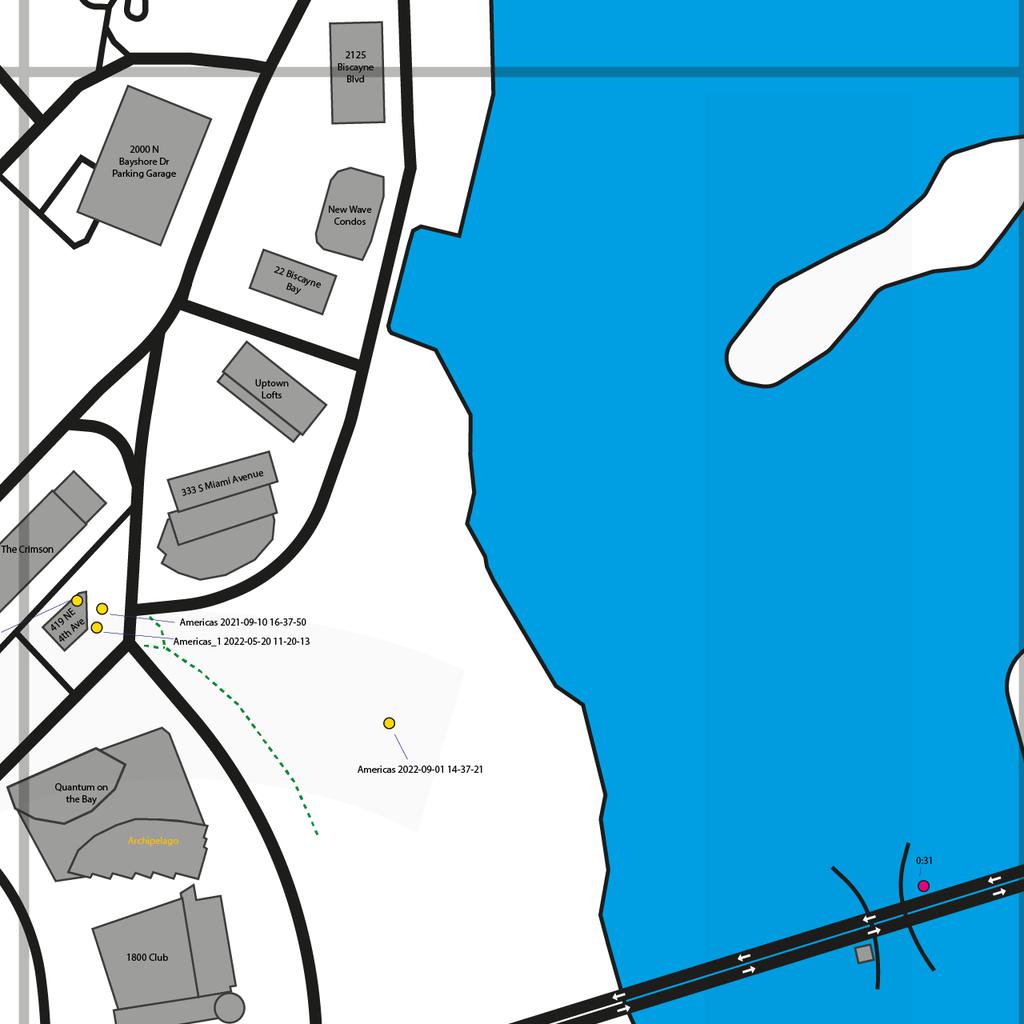 2125
Biscayne
Blvd
2000 N
Bayshore Dr
Parking Garage
New Wave
Condos
22 Biscayne
Bay
Uptown
Lofts
333 S Miami Avenue
The Crimson
419 NE
4th Ave
Americas 2021-09-10 16-37-50
Americas_1 2022-05-20 11-20-13
Americas 2022-09-01 14-37-21
Quantum on
the Bay
Archipelago
0:31
1800 Club